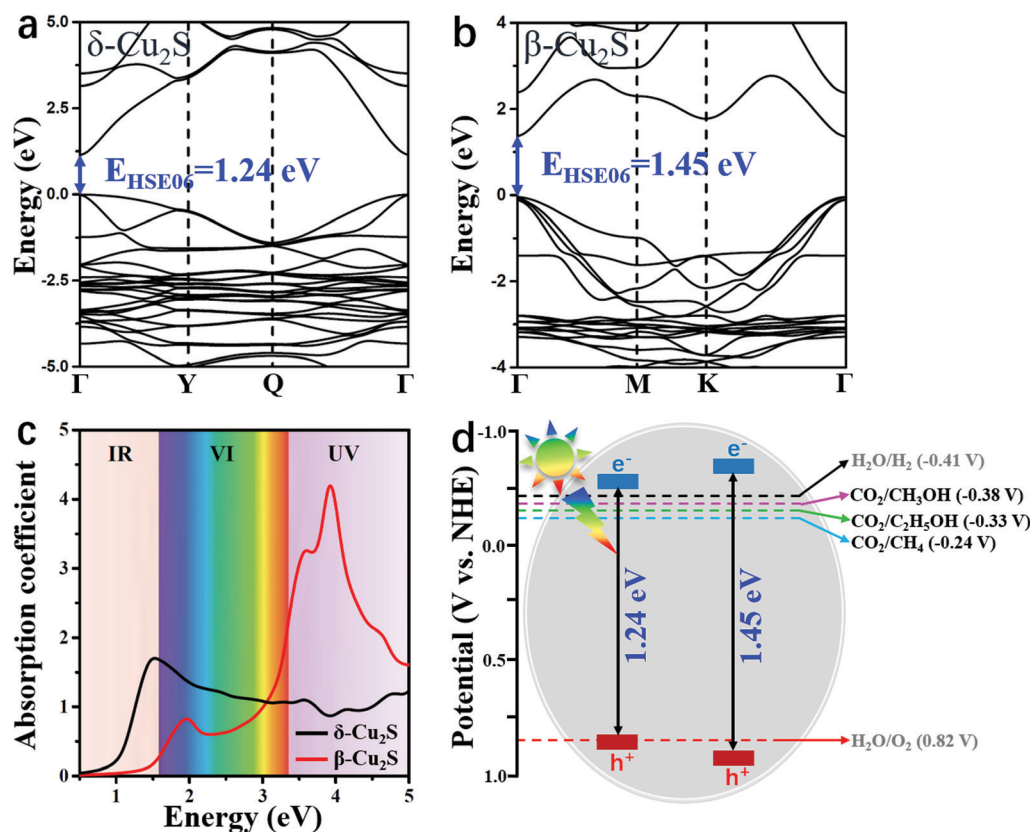 a
δ-Cu₂S
E_HSE06=1.24 eV
Energy (eV)
5.0
2.5
0.0
-2.5
-5.0
Γ Y Q Γ
b
β-Cu₂S
E_HSE06=1.45 eV
Energy (eV)
4
2
0
-2
-4
Γ M K Γ
c
IR VI UV
Absorption coefficient
5
4
3
2
1
0
δ-Cu₂S
β-Cu₂S
1 2 3 4 5
Energy (eV)
d
Potential (V vs. NHE)
-1.0
0.0
0.5
1.0
e⁻ e⁻
1.24 eV
1.45 eV
h⁺ h⁺
H₂O/H₂ (-0.41 V)
CO₂/CH₃OH (-0.38 V)
CO₂/C₂H₅OH (-0.33 V)
CO₂/CH₄ (-0.24 V)
H₂O/O₂ (0.82 V)